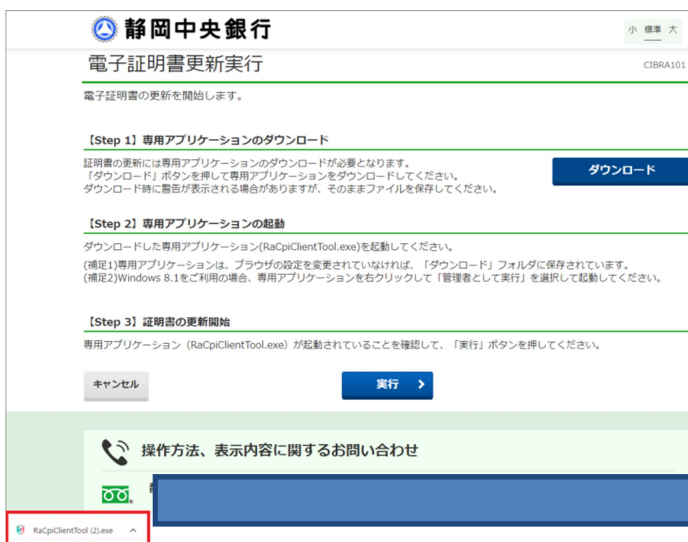 静岡中央銀行
小 標準 大
電子証明書更新実行
CIBRA101
電子証明書の更新を開始します。
【Step 1】専用アプリケーションのダウンロード
証明書の更新には専用アプリケーションのダウンロードが必要となります。
「ダウンロード」ボタンを押して専用アプリケーションをダウンロードしてください。
ダウンロード時に警告が表示される場合がありますが、そのままファイルを保存してください。
ダウンロード
【Step 2】専用アプリケーションの起動
ダウンロードした専用アプリケーション(RaCpiClientTool.exe)を起動してください。
(補足1)専用アプリケーションは、ブラウザの設定を変更されていなければ、「ダウンロード」フォルダに保存されています。
(補足2)Windows 8.1をご利用の場合、専用アプリケーションを右クリックして「管理者として実行」を選択して起動してください。
【Step 3】証明書の更新開始
専用アプリケーション（RaCpiClientTool.exe）が起動されていることを確認して、「実行」ボタンを押してください。
キャンセル
実行
操作方法、表示内容に関するお問い合わせ
RaCpiClientTool (2).exe